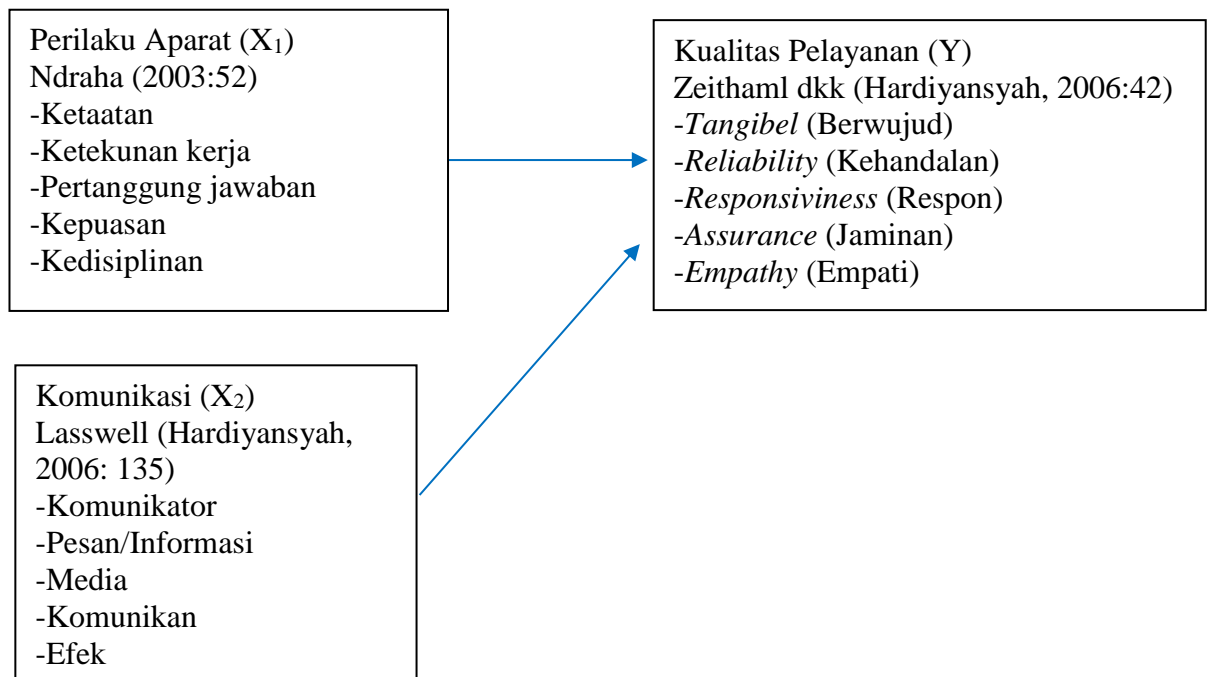 Perilaku Aparat (X₁)
Ndraha (2003:52)
-Ketaatan
-Ketekunan kerja
-Pertanggung jawaban
-Kepuasan
-Kedisiplinan
Kualitas Pelayanan (Y)
Zeithaml dkk (Hardiyansyah, 2006:42)
-Tangibel (Berwujud)
-Reliability (Kehandalan)
-Responsiviness (Respon)
-Assurance (Jaminan)
-Empathy (Empati)
Komunikasi (X₂)
Lasswell (Hardiyansyah,
2006: 135)
-Komunikator
-Pesan/Informasi
-Media
-Komunikan
-Efek